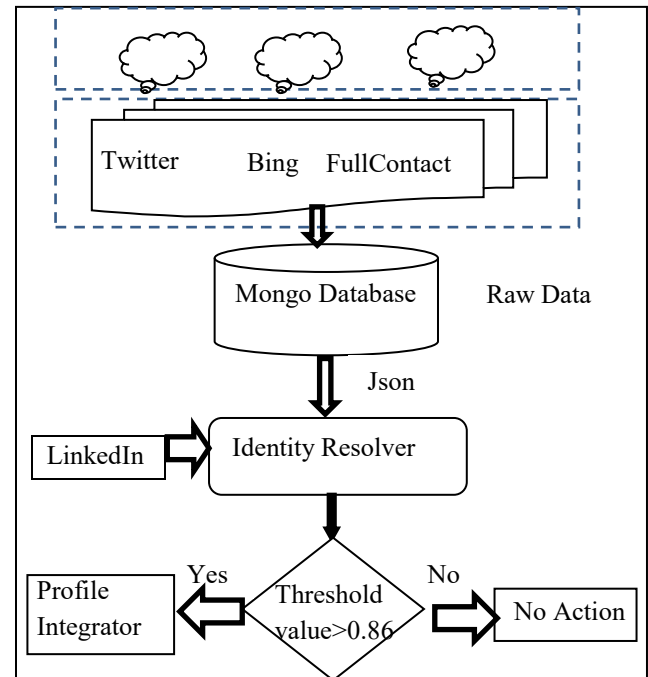 Twitter Bing FullContact
Mongo Database
Raw Data
Json
LinkedIn
Identity Resolver
Yes
No
Profile
Integrator
Threshold
value>0.86
No Action